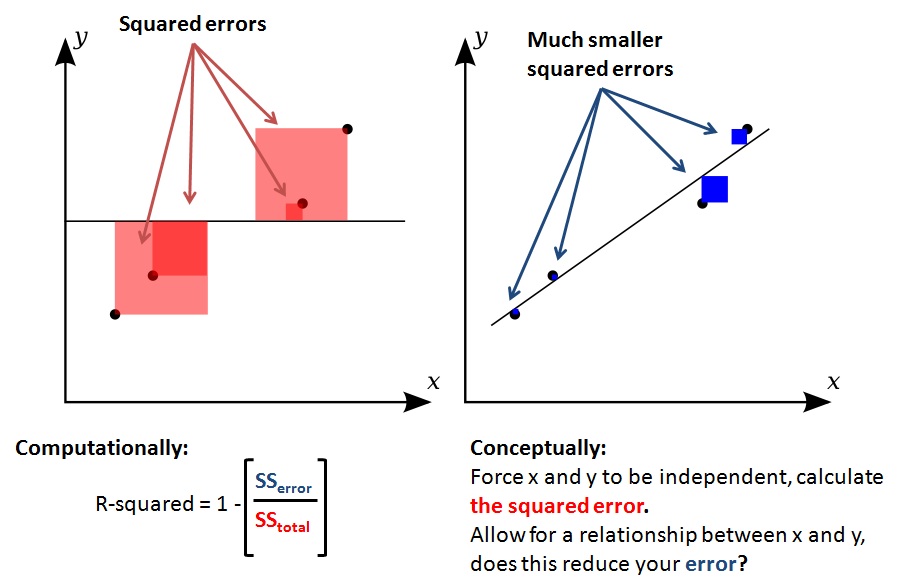 Squared errors
y
x
y
Much smaller
squared errors
x
Computationally:
R-squared = 1 - [SSerror / SStotal]
Conceptually:
Force x and y to be independent, calculate
the squared error.
Allow for a relationship between x and y,
does this reduce your error?